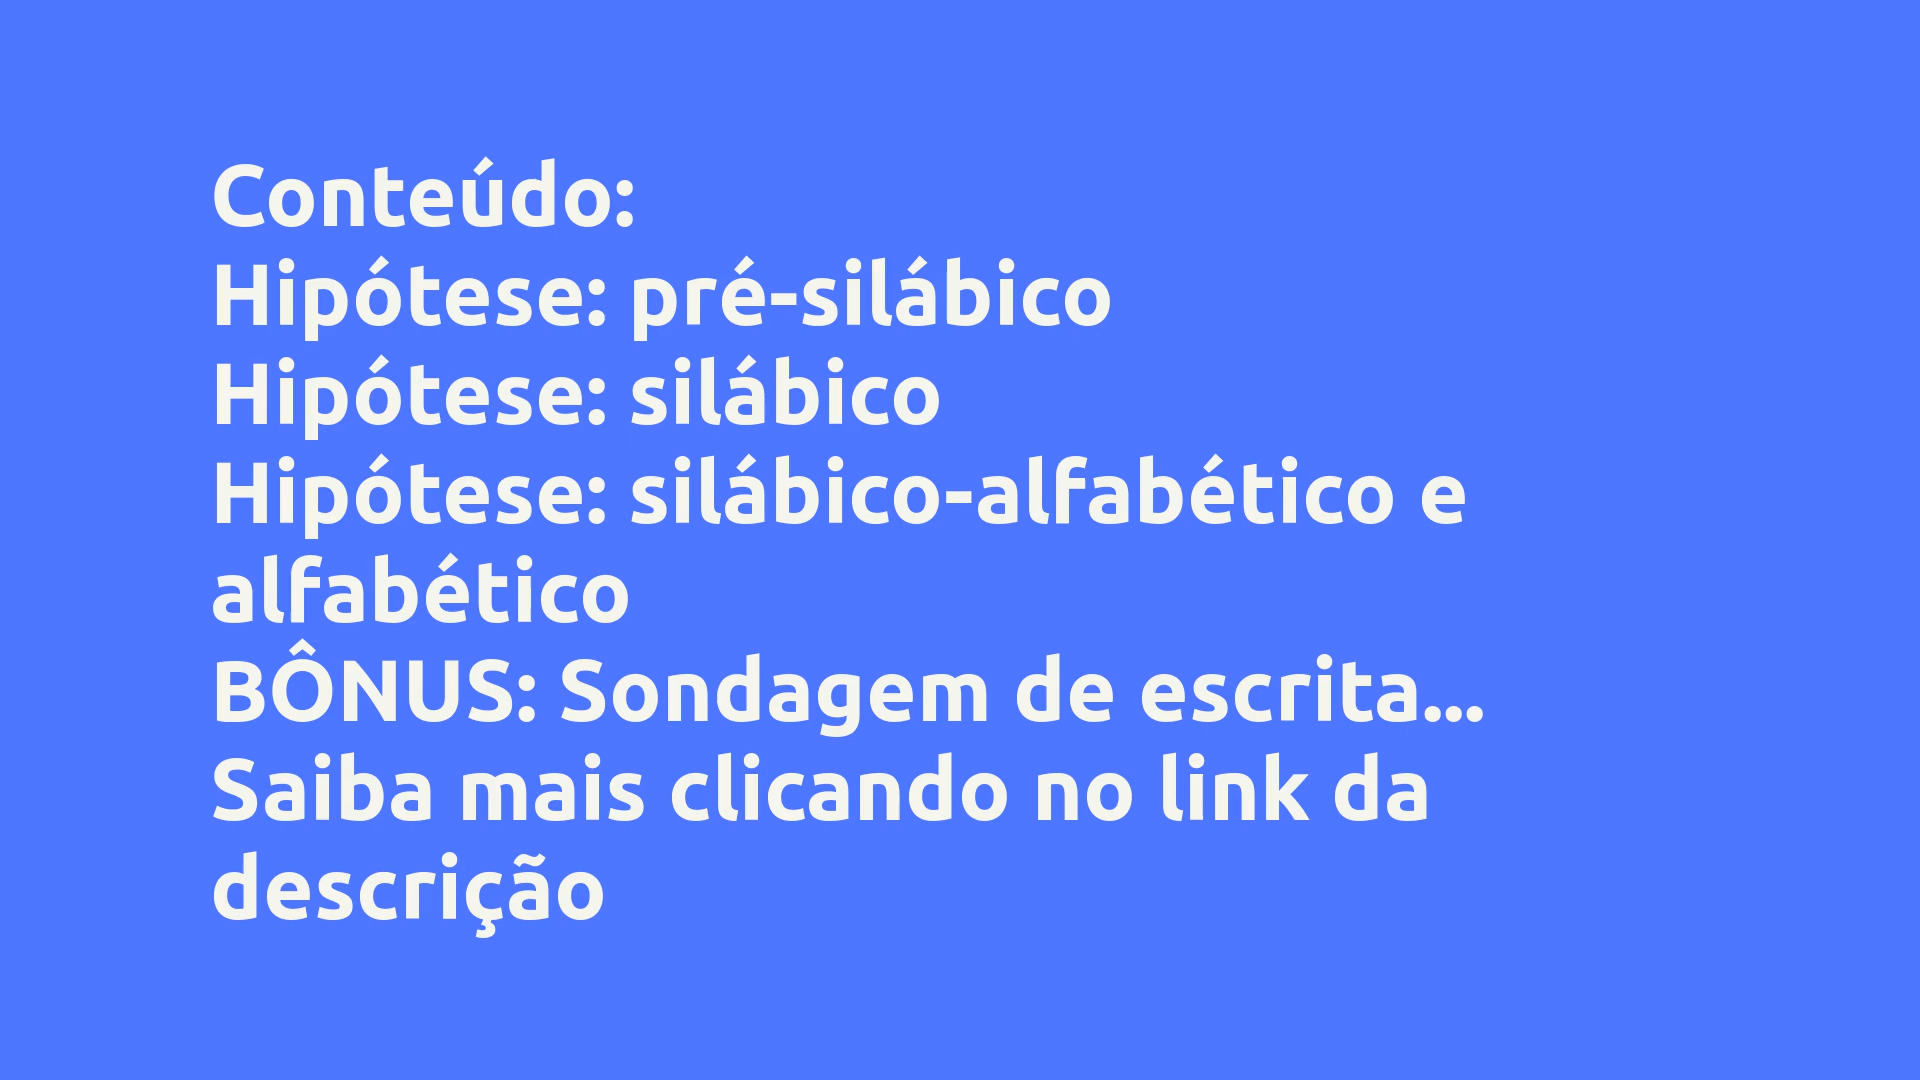 Conteúdo:
Hipótese: pré-silábico
Hipótese: silábico
Hipótese: silábico-alfabético e
alfabético
BÔNUS: Sondagem de escrita...
Saiba mais clicando no link da
descrição